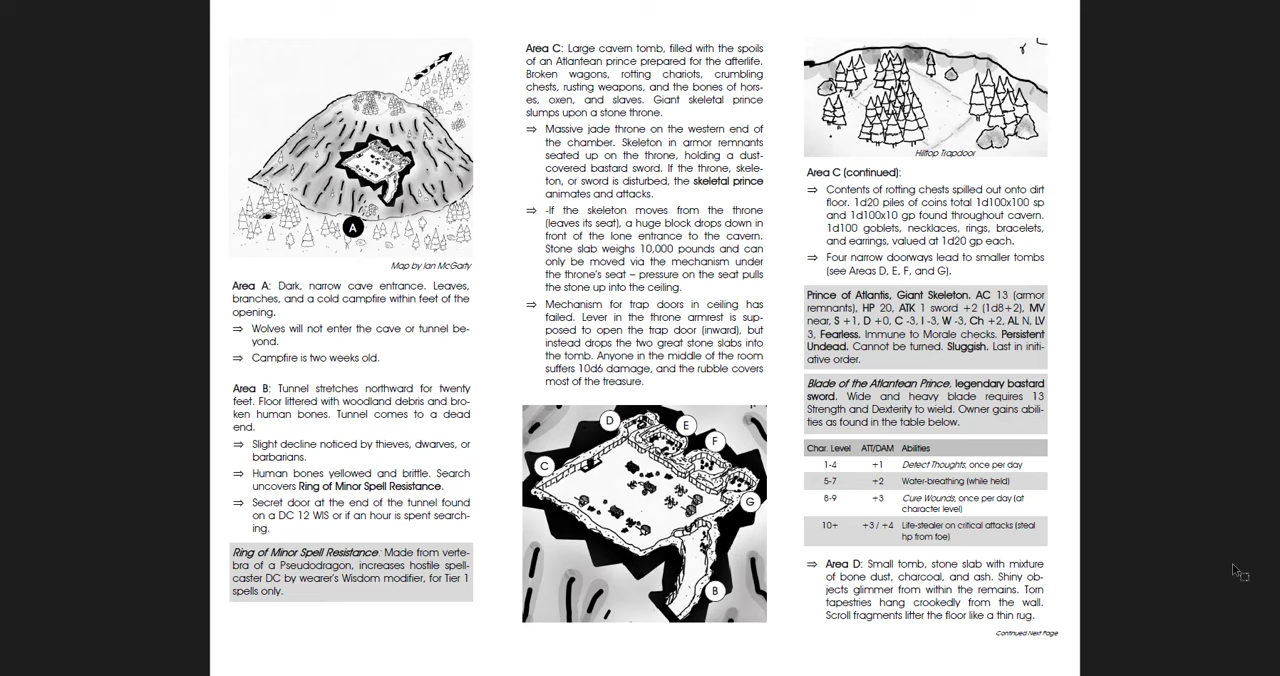 A
Map by Ian McGarty
Area A: Dark, narrow cave entrance. Leaves,
branches, and a cold campfire within feet of the
opening.
⇒ Wolves will not enter the cave or tunnel be-
yond.
⇒ Campfire is two weeks old.
Area B: Tunnel stretches northward for twenty
feet. Floor littered with woodland debris and bro-
ken human bones. Tunnel comes to a dead
end.
⇒ Slight decline noticed by thieves, dwarves, or
barbarians.
⇒ Human bones yellowed and brittle. Search
uncovers Ring of Minor Spell Resistance.
⇒ Secret door at the end of the tunnel found
on a DC 12 WIS or if an hour is spent search-
ing.
Ring of Minor Spell Resistance: Made from verte-
bra of a Pseudodragon, increases hostile spell-
caster DC by wearer's Wisdom modifier, for Tier 1
spells only.
Area C: Large cavern tomb, filled with the spoils
of an Atlantean prince prepared for the afterlife.
Broken wagons, rotting chariots, crumbling
chests, rusting weapons, and the bones of hors-
es, oxen, and slaves. Giant skeletal prince
slumps upon a stone throne.
⇒ Massive jade throne on the western end of
the chamber. Skeleton in armor remnants
seated up on the throne, holding a dust-
covered bastard sword. If the throne, skele-
ton, or sword is disturbed, the skeletal prince
animates and attacks.
⇒ -If the skeleton moves from the throne
(leaves its seat), a huge block drops down in
front of the lone entrance to the cavern.
Stone slab weighs 10,000 pounds and can
only be moved via the mechanism under
the throne's seat – pressure on the seat pulls
the stone up into the ceiling.
⇒ Mechanism for trap doors in ceiling has
failed. Lever in the throne armrest is sup-
posed to open the trap door (inward), but
instead drops the two great stone slabs into
the tomb. Anyone in the middle of the room
suffers 10d6 damage, and the rubble covers
most of the treasure.
D
E
F
C
G
B
Hilltop Trapdoor
Area C (continued):
⇒ Contents of rotting chests spilled out onto dirt
floor. 1d20 piles of coins total 1d100x100 sp
and 1d100x10 gp found throughout cavern.
1d100 goblets, necklaces, rings, bracelets,
and earrings, valued at 1d20 gp each.
⇒ Four narrow doorways lead to smaller tombs
(see Areas D, E, F, and G).
Prince of Atlantis, Giant Skeleton. AC 13 (armor
remnants), HP 20, ATK 1 sword +2 (1d8+2), MV
near, S +1, D +0, C -3, I -3, W -3, Ch +2, AL N, LV
3, Fearless. Immune to Morale checks. Persistent
Undead. Cannot be turned. Sluggish. Last in initi-
ative order.
Blade of the Atlantean Prince, legendary bastard
sword. Wide and heavy blade requires 13
Strength and Dexterity to wield. Owner gains abili-
ties as found in the table below.
Char. Level ATT/DAM Abilities
1-4 +1 Detect Thoughts, once per day
5-7 +2 Water-breathing (while held)
8-9 +3 Cure Wounds, once per day (at
character level)
10+ +3 / +4 Life-stealer on critical attacks (steal
hp from foe)
⇒ Area D: Small tomb, stone slab with mixture
of bone dust, charcoal, and ash. Shiny ob-
jects glimmer from within the remains. Torn
tapestries hang crookedly from the wall.
Scroll fragments litter the floor like a thin rug.
Continued Next Page